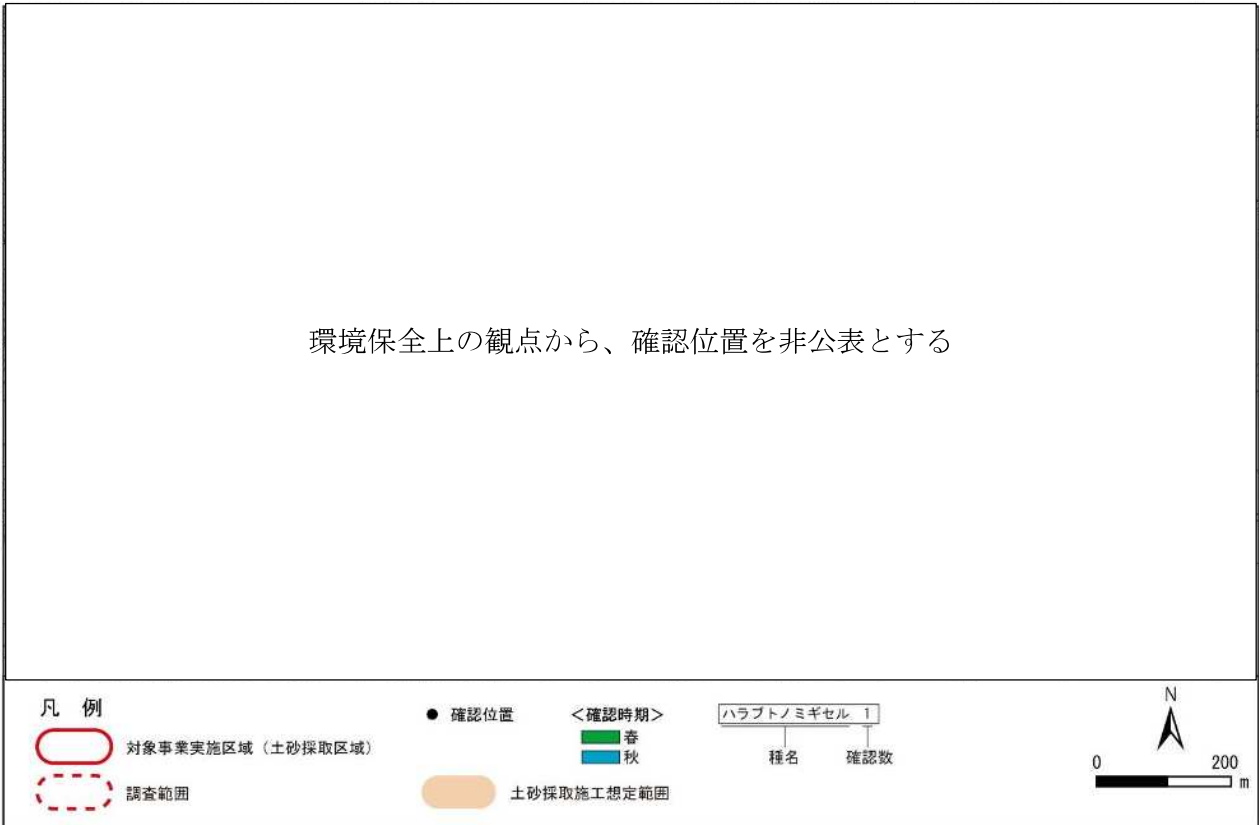 環境保全上の観点から、確認位置を非公表とする
凡 例
対象事業実施区域(土砂採取区域)
調査範囲
● 確認位置
<確認時期>
春
秋
土砂採取施工想定範囲
ハラブトノミギセル 1
種名 確認数
N
0 200
m